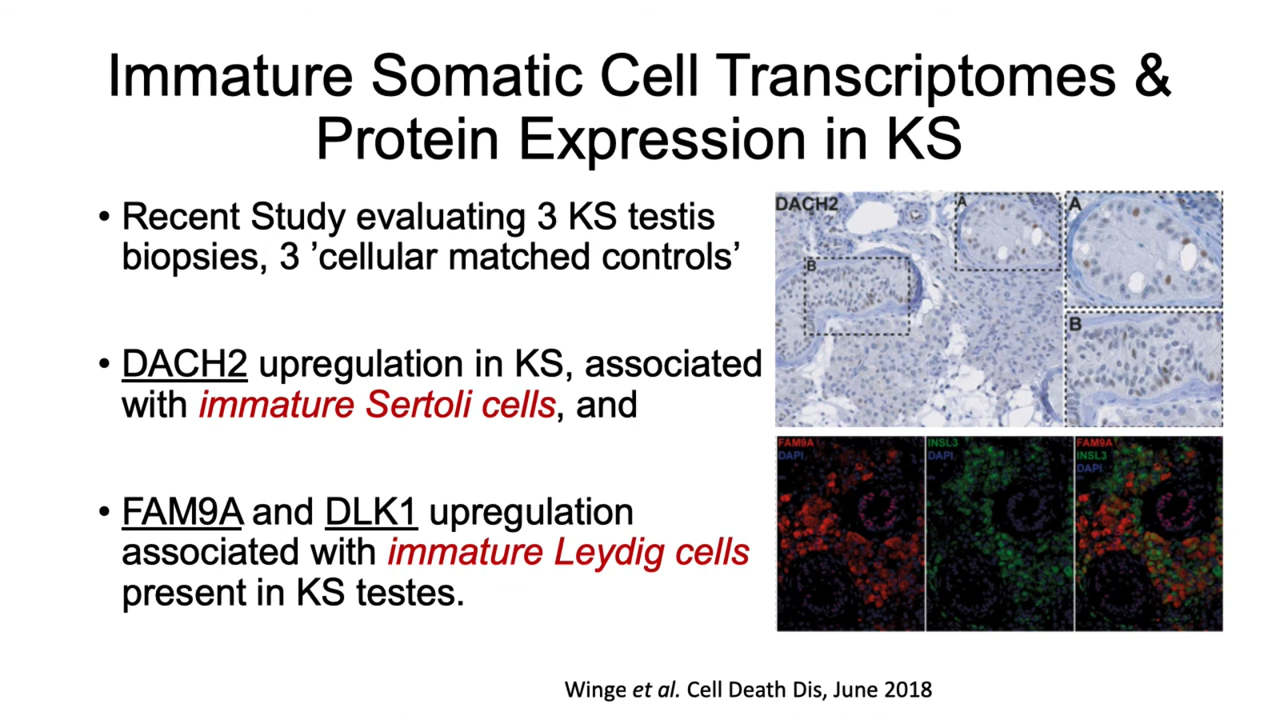 Immature Somatic Cell Transcriptomes &
Protein Expression in KS
• Recent Study evaluating 3 KS testis
biopsies, 3 ’cellular matched controls’
• DACH2 upregulation in KS, associated
with immature Sertoli cells, and
• FAM9A and DLK1 upregulation
associated with immature Leydig cells
present in KS testes.
DACH2
A
B
A
B
FAM9A
DAPI
INSL3
DAPI
FAM9A
INSL3
DAPI
Winge et al. Cell Death Dis, June 2018